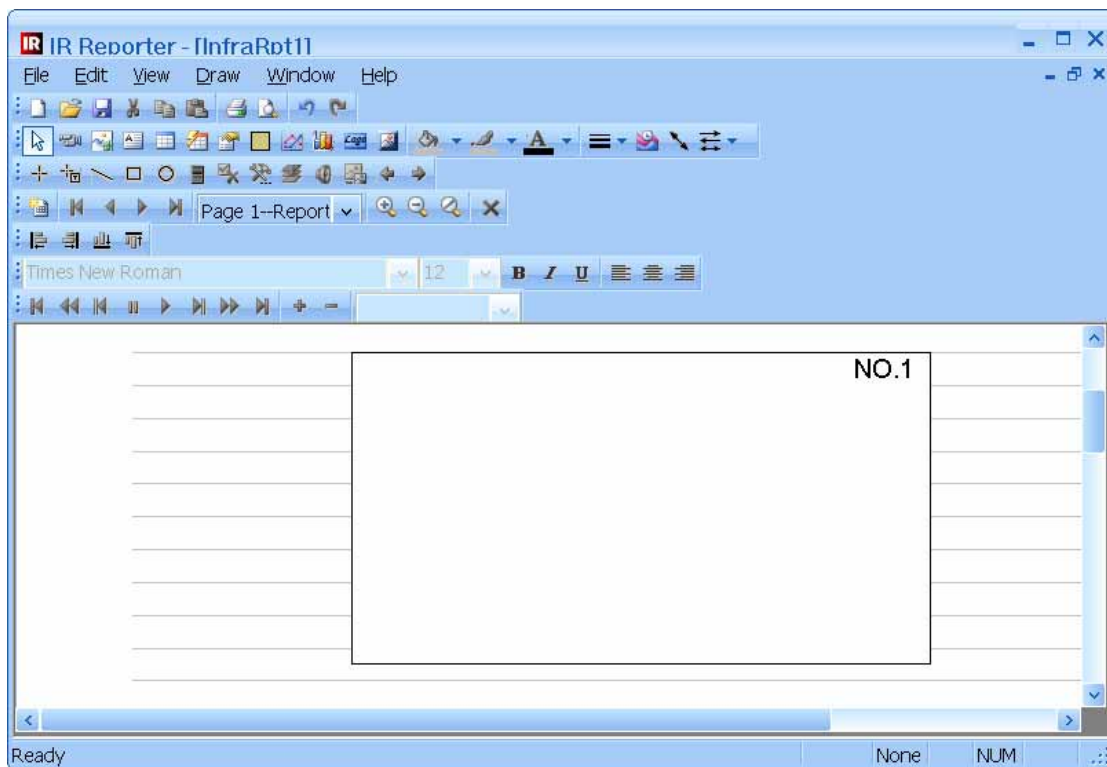 IR IR Reporter - [InfraRpt1]
File Edit View Draw Window Help
A
Page 1--Report
Times New Roman 12 B I U
NO.1
Ready None NUM